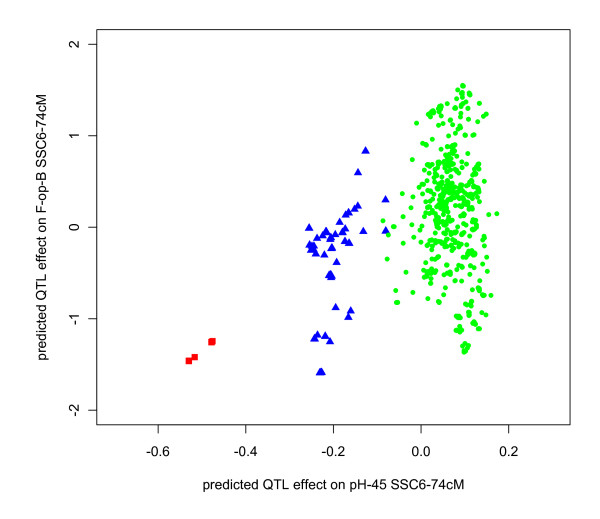 predicted QTL effect on F-op-B SSC6-74cM
2
1
0
-1
-2
-0.6 -0.4 -0.2 0.0 0.2
predicted QTL effect on pH-45 SSC6-74cM